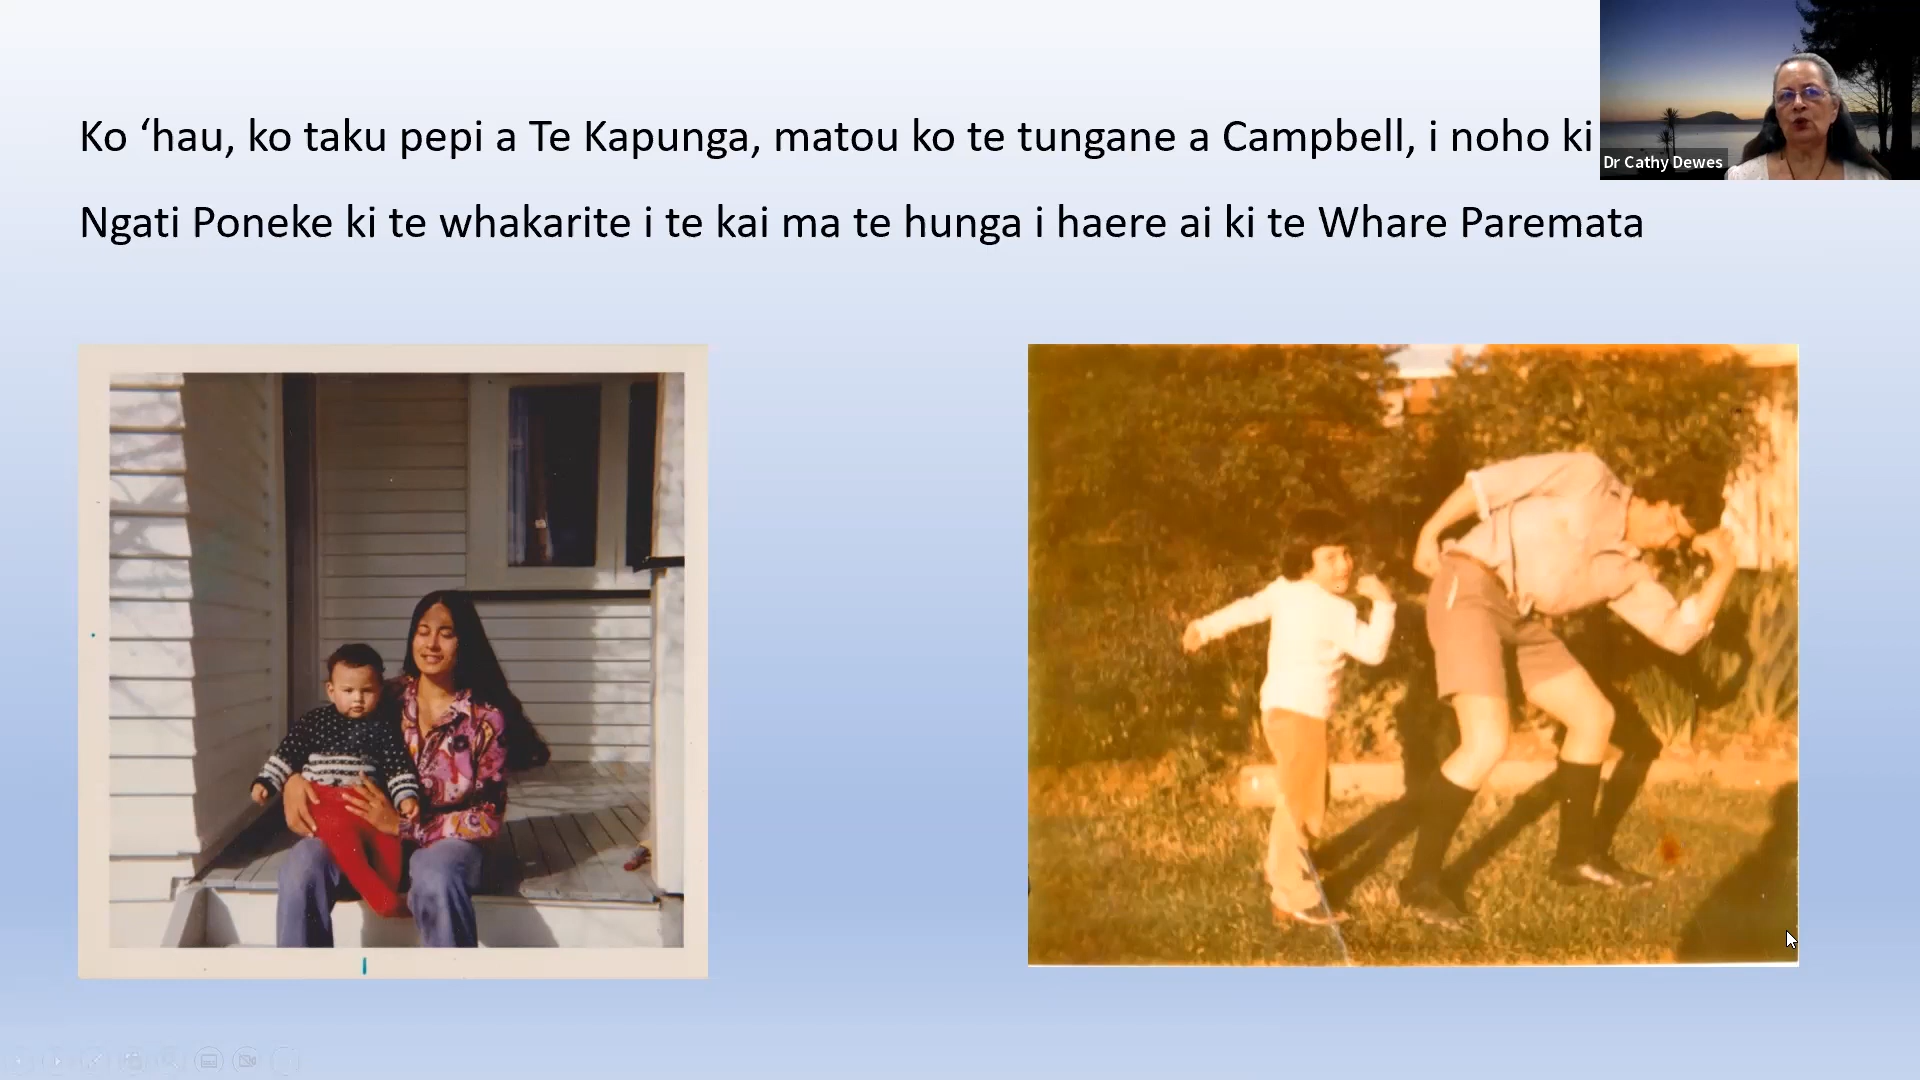 Ko ‘hau, ko taku pepi a Te Kapunga, matou ko te tungane a Campbell, i noho ki
Ngati Poneke ki te whakarite i te kai ma te hunga i haere ai ki te Whare Paremata
Dr Cathy Dewes